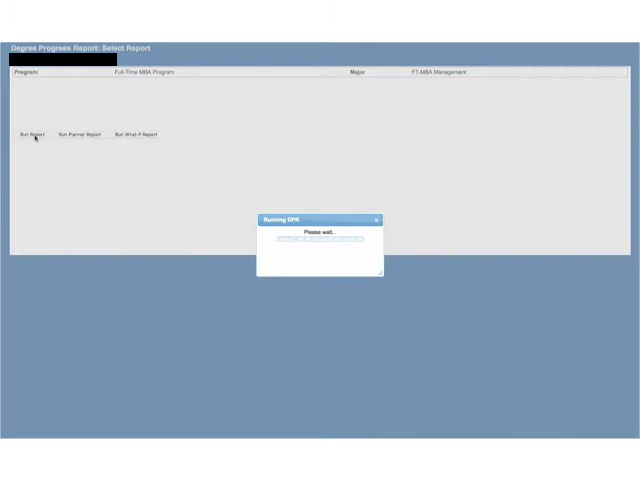 Degree Progress Report: Select Report
Program: Full-Time MBA Program Major FT-MBA Management
Run Report Run Planner Report Run What-If Report
Running DPR
Please wait...